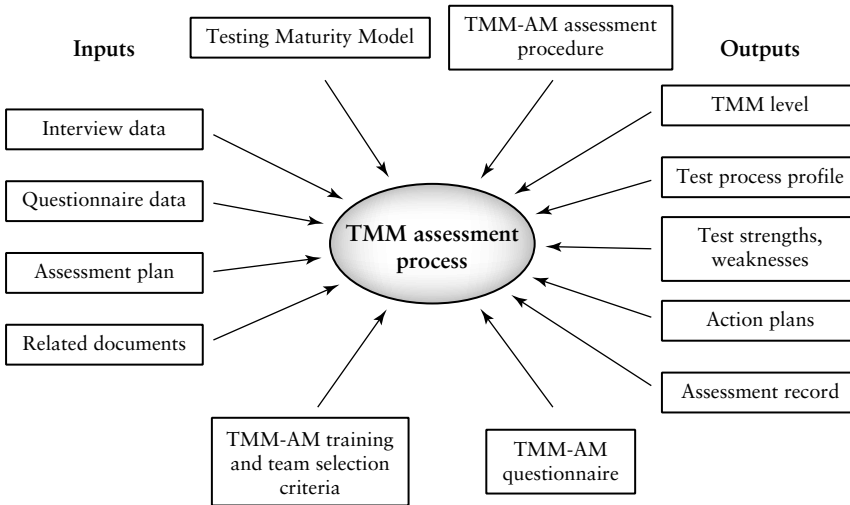 Inputs
Testing Maturity Model
TMM-AM assessment
procedure
Outputs
Interview data
Questionnaire data
Assessment plan
Related documents
TMM assessment
process
TMM level
Test process profile
Test strengths,
weaknesses
Action plans
Assessment record
TMM-AM training
and team selection
criteria
TMM-AM
questionnaire